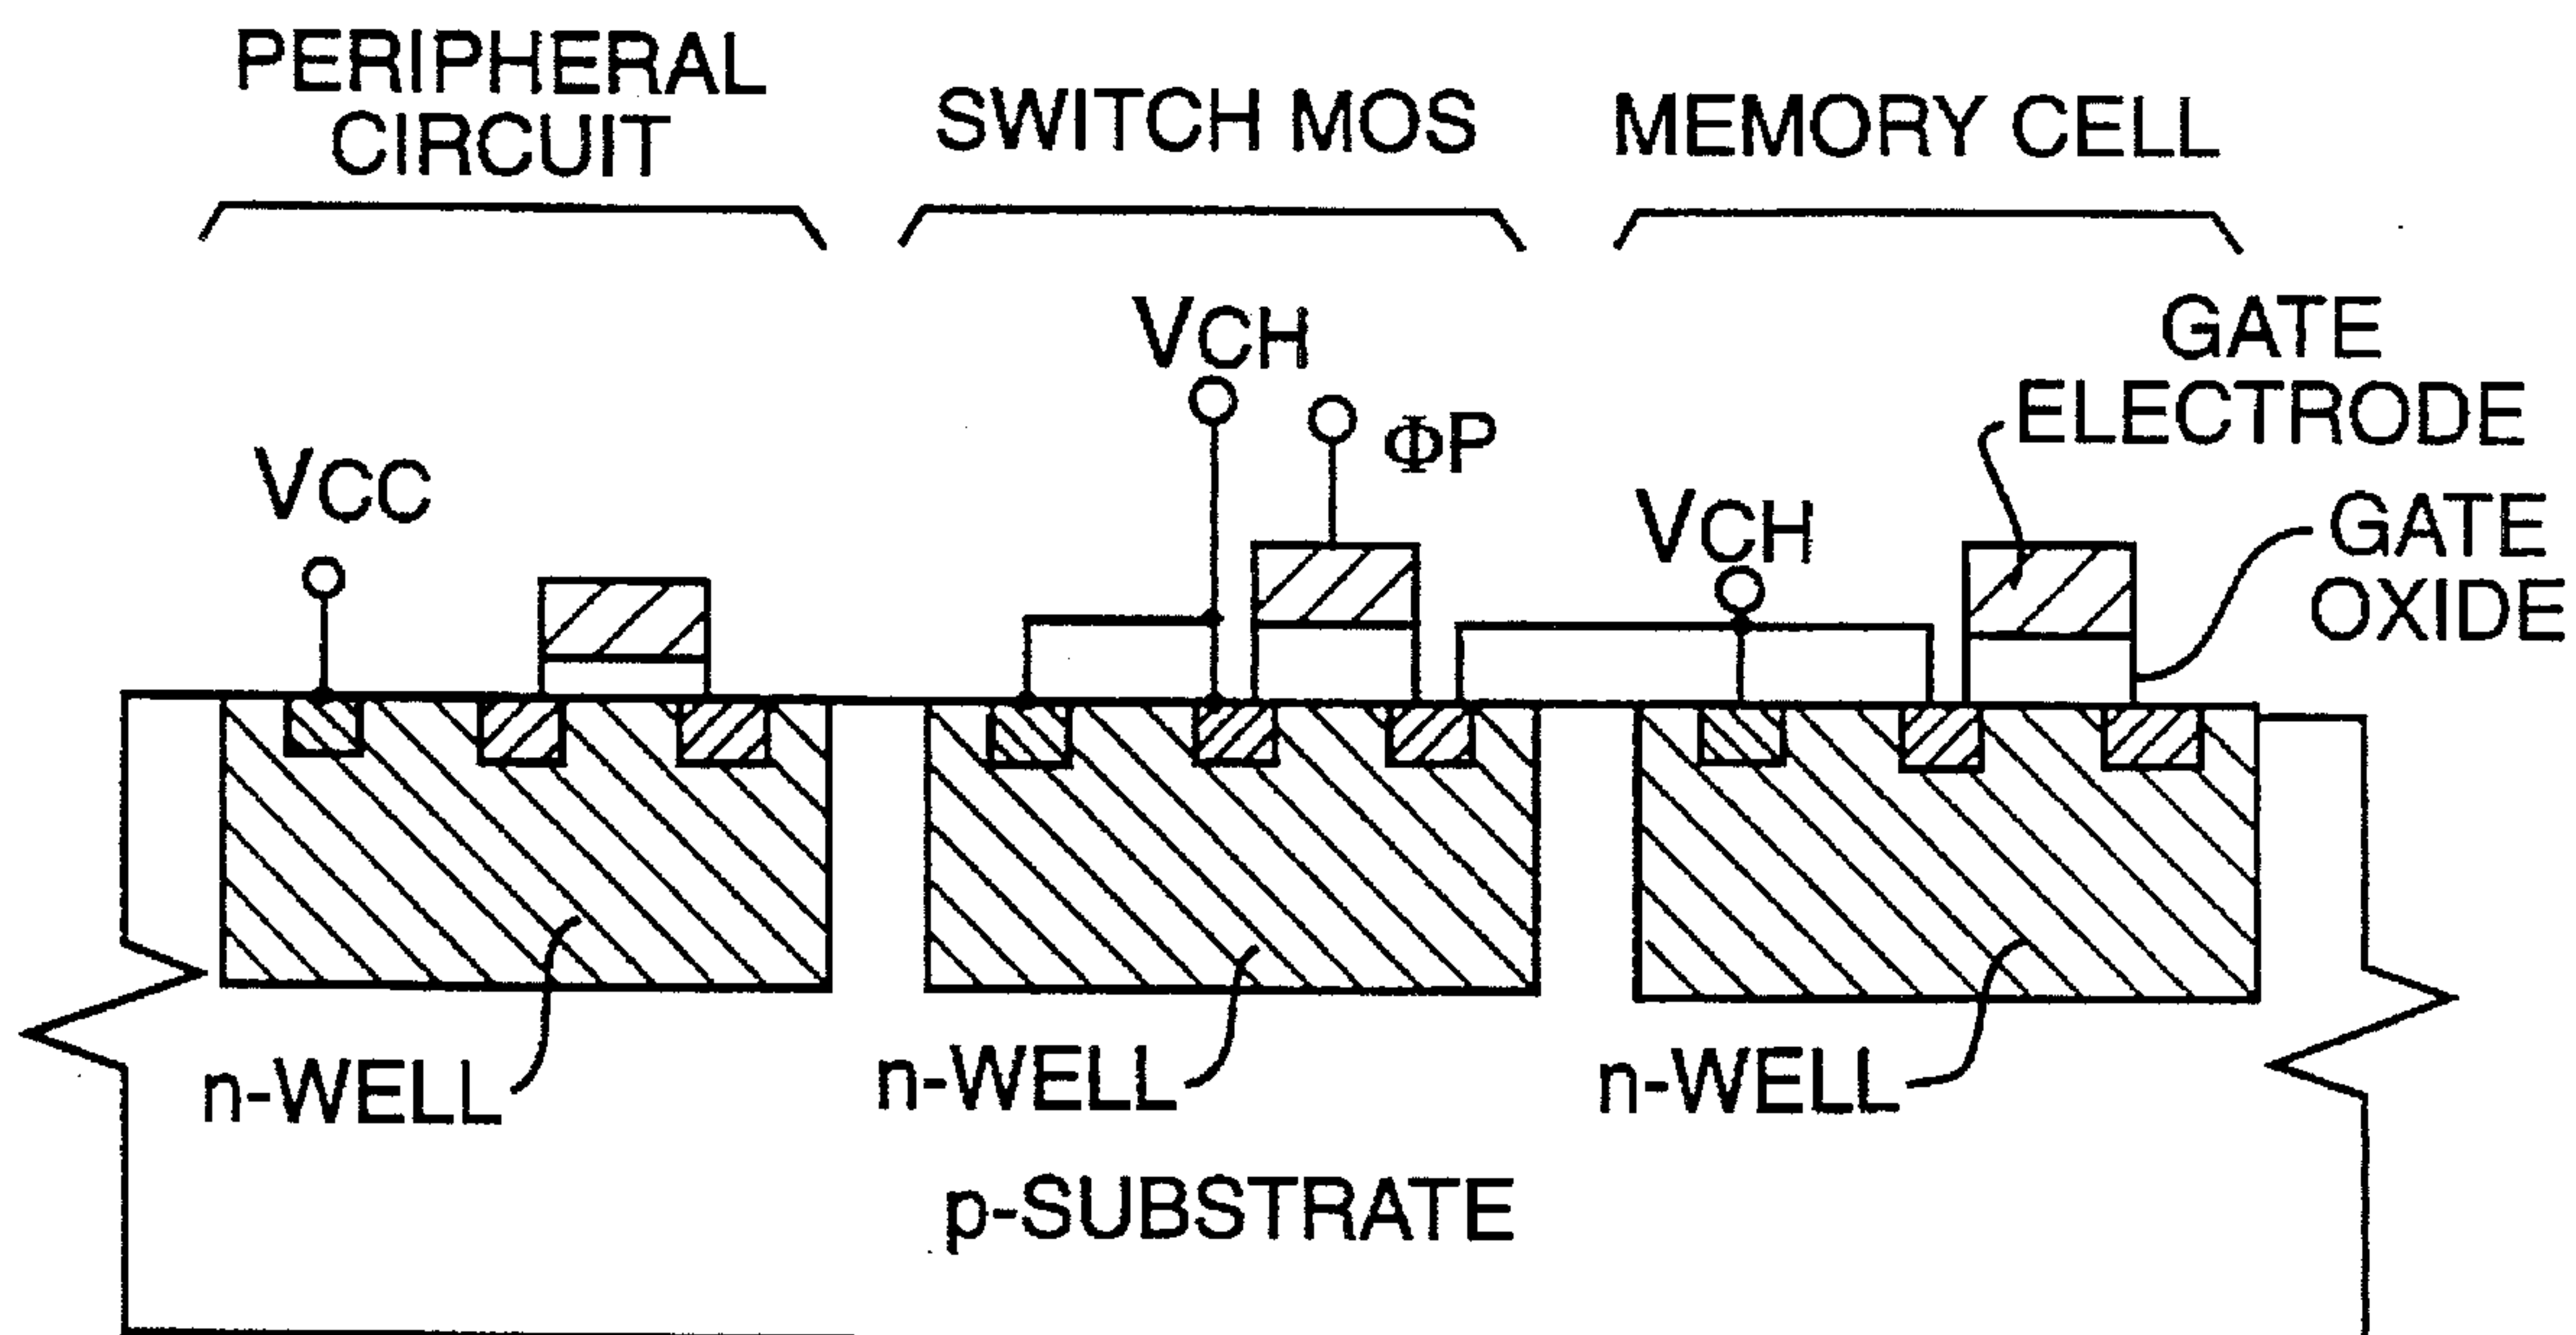 PERIPHERAL
CIRCUIT
SWITCH MOS
MEMORY CELL
VCC
VCH
ΦP
VCH
GATE
ELECTRODE
GATE
OXIDE
n-WELL
n-WELL
n-WELL
p-SUBSTRATE